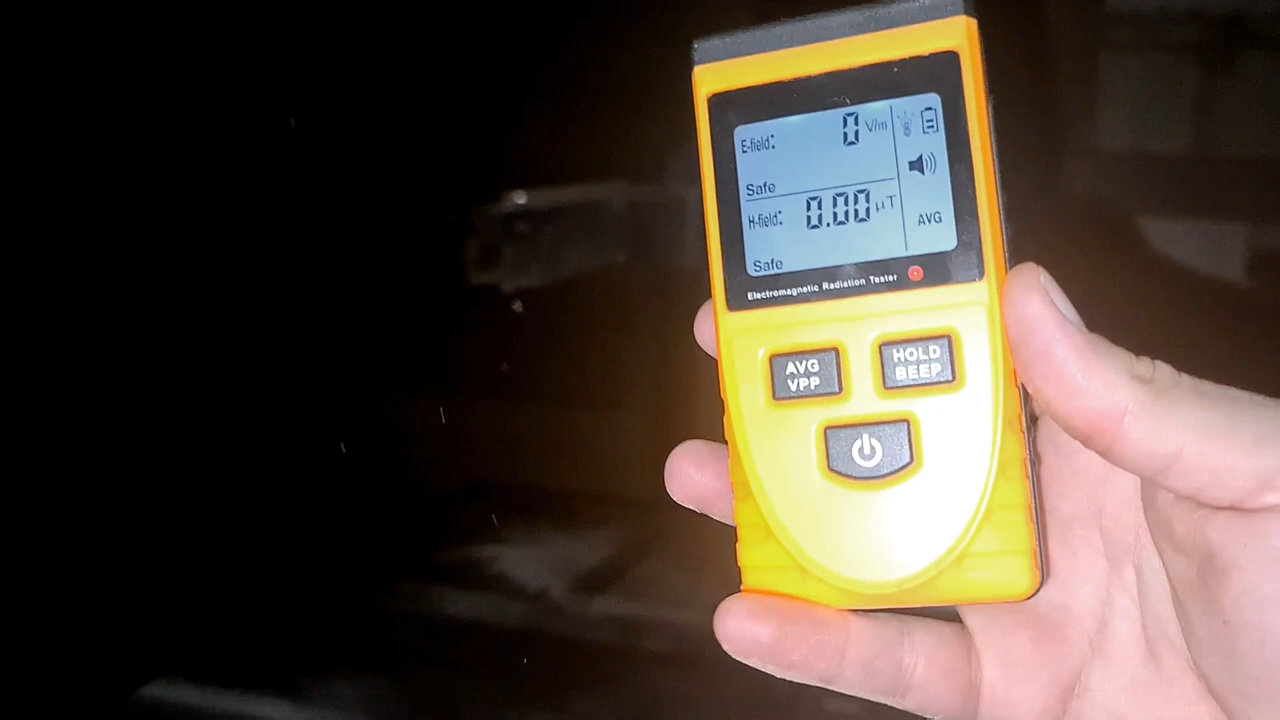 E-field: 0 V/m
Safe
H-field: 0.00 μT
AVG
Safe
Electromagnetic Radiation Tester
AVG
VPP
HOLD
BEEP